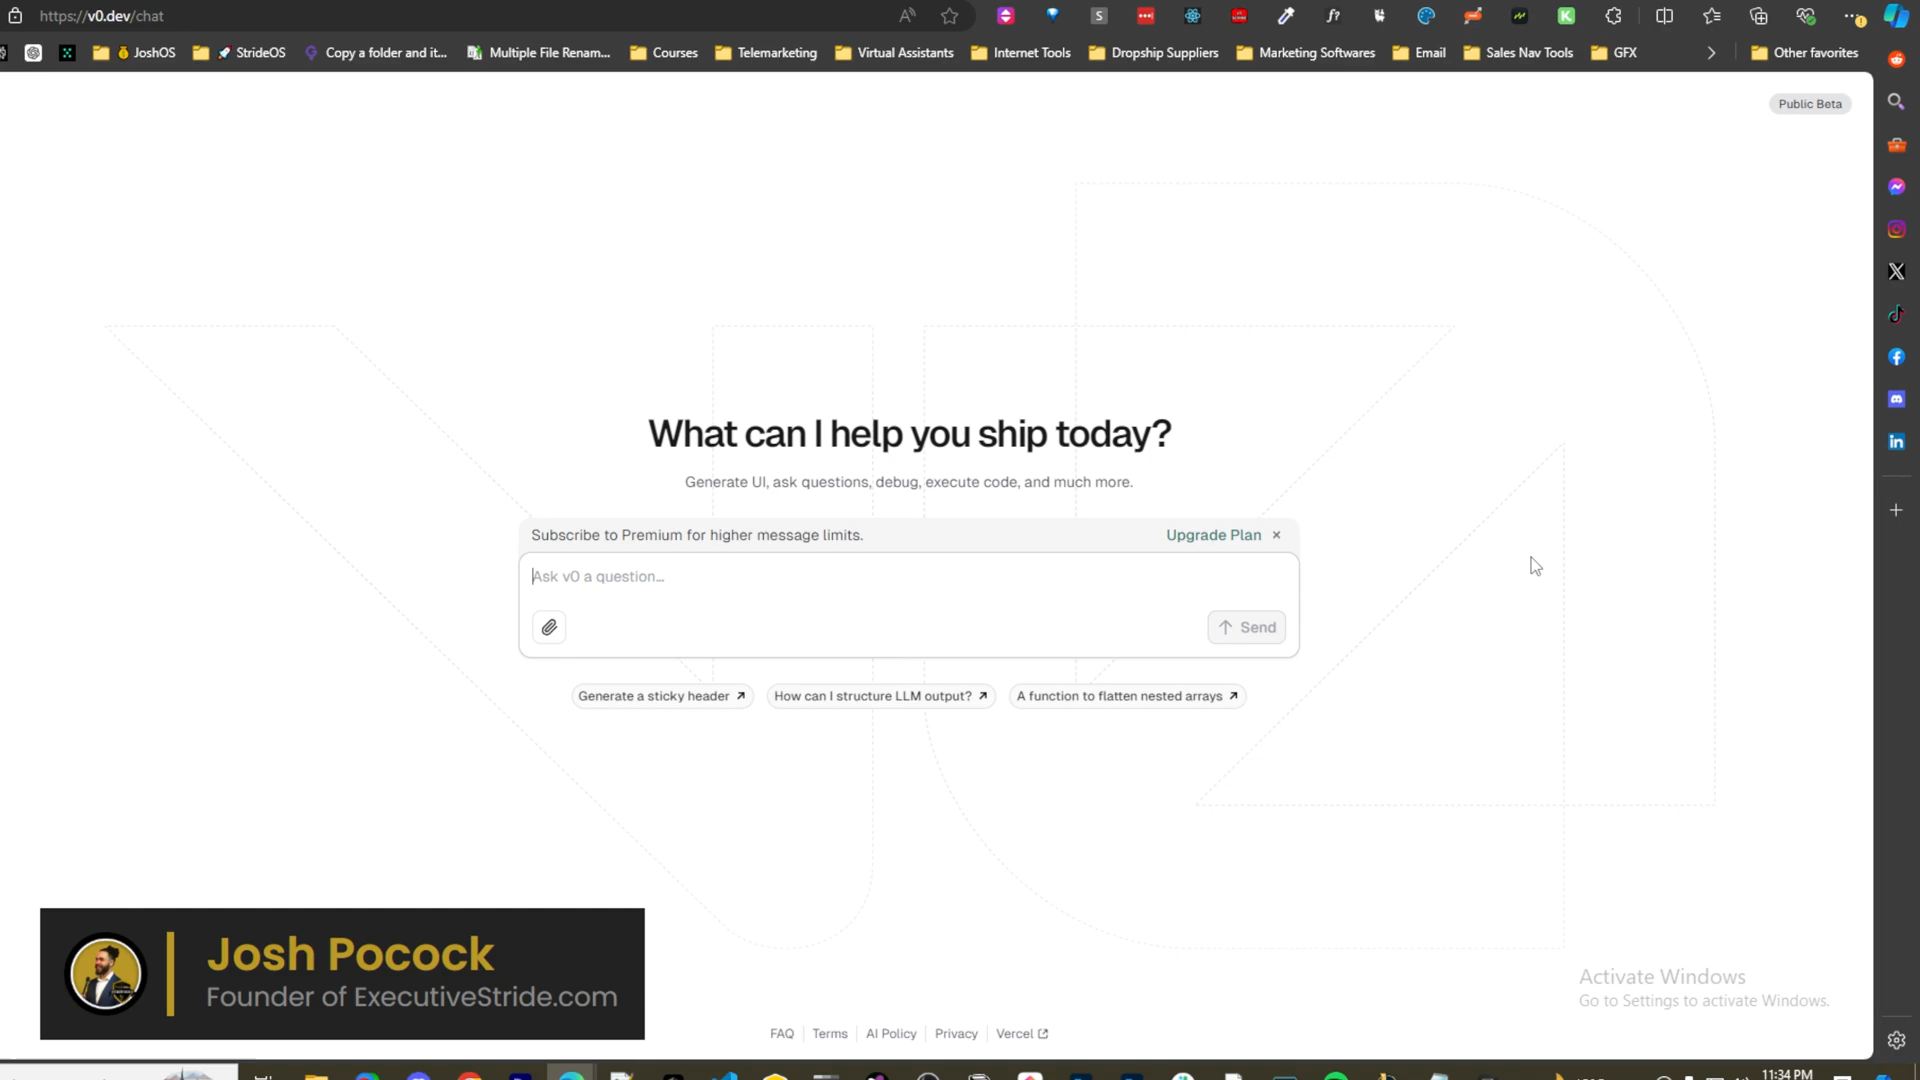 https://v0.dev/chat
JoshOS
StrideOS
Copy a folder and it...
Multiple File Renam...
Courses
Telemarketing
Virtual Assistants
Internet Tools
Dropship Suppliers
Marketing Softwares
Email
Sales Nav Tools
GFX
Other favorites
Public Beta
What can I help you ship today?
Generate UI, ask questions, debug, execute code, and much more.
Subscribe to Premium for higher message limits.
Upgrade Plan
Ask v0 a question...
Send
Generate a sticky header
How can I structure LLM output?
A function to flatten nested arrays
Josh Pocock
Founder of ExecutiveStride.com
Activate Windows
Go to Settings to activate Windows.
FAQ
Terms
AI Policy
Privacy
Vercel
11:34 PM